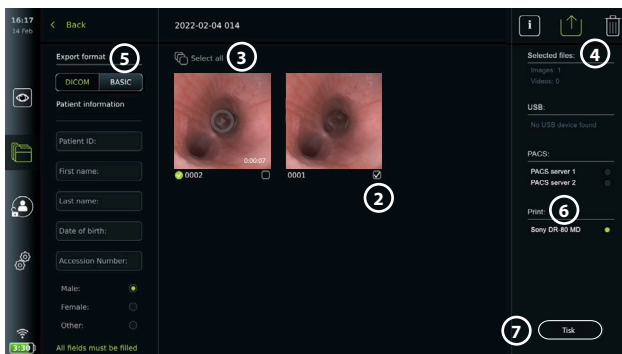 16:17
14 Feb
Back
2022-02-04 014
i
Export format
5
DICOM
BASIC
Patient information
Patient ID:
First name:
Last name:
Date of birth:
Accession Number:
Male:
Female:
Other:
All fields must be filled
3:30
Select all
3
0:00:07
0002
0001
2
Selected files:
4
Images: 1
Videos: 0
USB:
No USB device found
PACS:
PACS server 1
PACS server 2
Print:
6
Sony DR-80 MD
7
Tisk